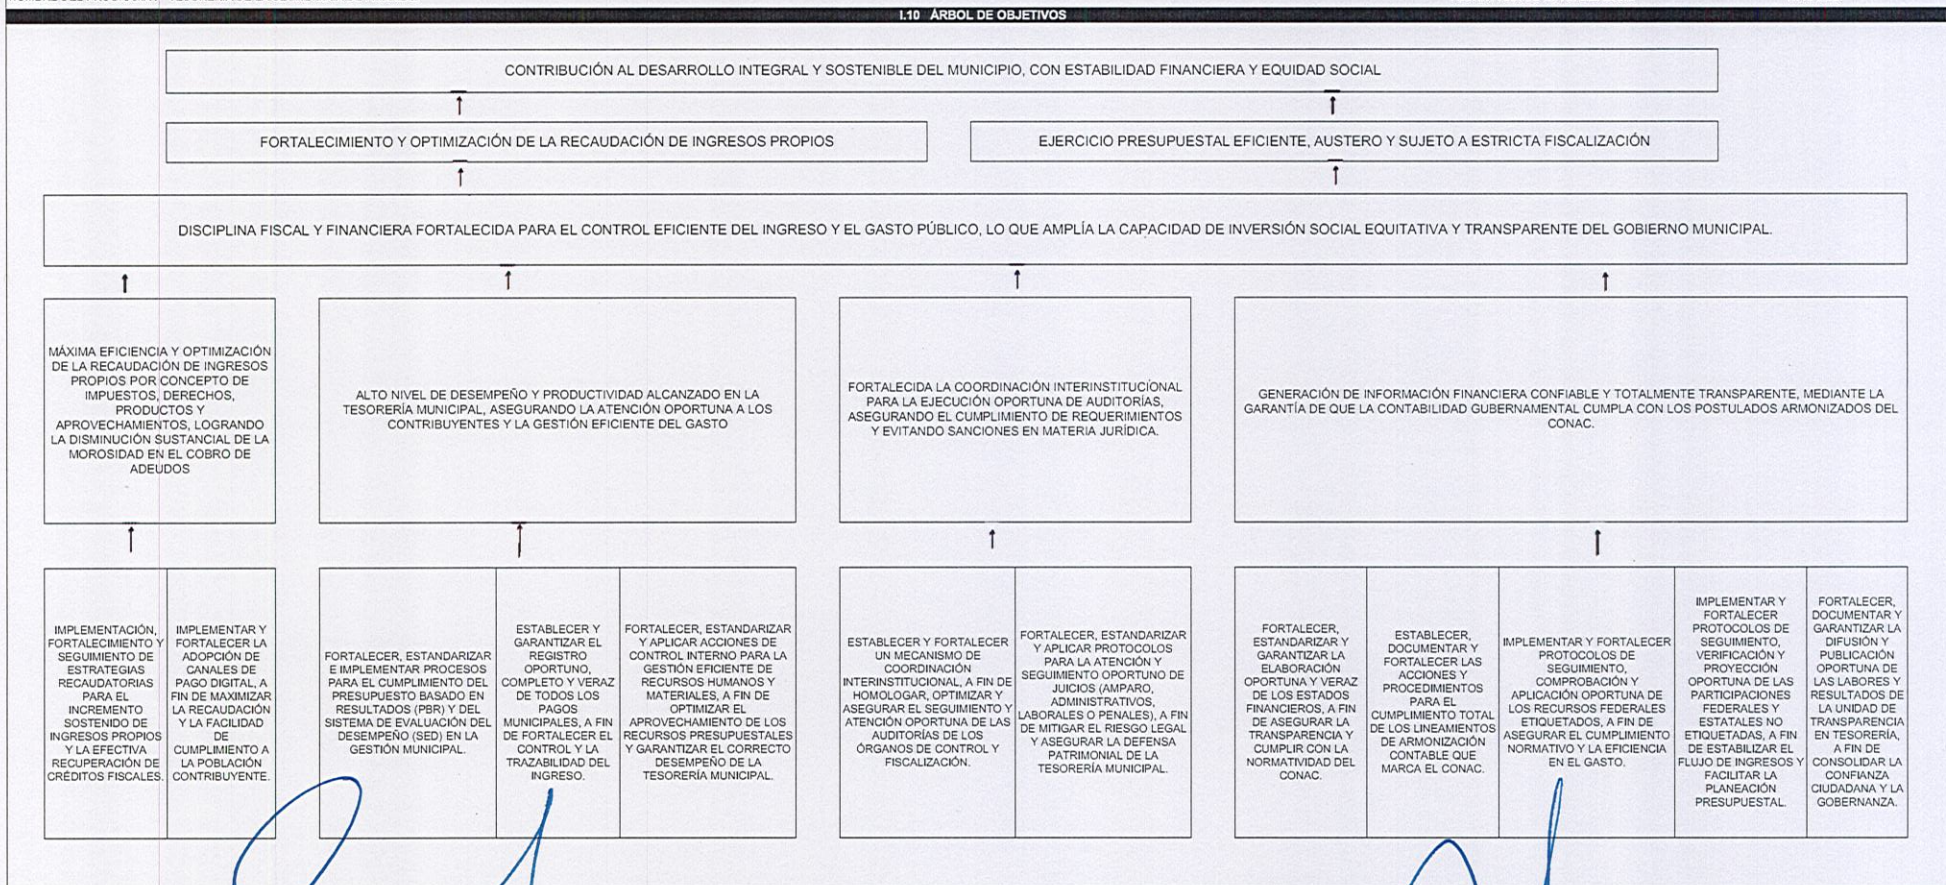 I.10 ÁRBOL DE OBJETIVOS
CONTRIBUCIÓN AL DESARROLLO INTEGRAL Y SOSTENIBLE DEL MUNICIPIO, CON ESTABILIDAD FINANCIERA Y EQUIDAD SOCIAL
FORTALECIMIENTO Y OPTIMIZACIÓN DE LA RECAUDACIÓN DE INGRESOS PROPIOS
EJERCICIO PRESUPUESTAL EFICIENTE, AUSTERO Y SUJETO A ESTRICTA FISCALIZACIÓN
DISCIPLINA FISCAL Y FINANCIERA FORTALECIDA PARA EL CONTROL EFICIENTE DEL INGRESO Y EL GASTO PÚBLICO, LO QUE AMPLÍA LA CAPACIDAD DE INVERSIÓN SOCIAL EQUITATIVA Y TRANSPARENTE DEL GOBIERNO MUNICIPAL.
MÁXIMA EFICIENCIA Y OPTIMIZACIÓN
DE LA RECAUDACIÓN DE INGRESOS
PROPIOS POR CONCEPTO DE
IMPUESTOS, DERECHOS,
PRODUCTOS Y
APROVECHAMIENTOS, LOGRANDO
LA DISMINUCIÓN SUSTANCIAL DE LA
MOROSIDAD EN EL COBRO DE
ADEUDOS
ALTO NIVEL DE DESEMPEÑO Y PRODUCTIVIDAD ALCANZADO EN LA
TESORERÍA MUNICIPAL, ASEGURANDO LA ATENCIÓN OPORTUNA A LOS
CONTRIBUYENTES Y LA GESTIÓN EFICIENTE DEL GASTO
FORTALECIDA LA COORDINACIÓN INTERINSTITUCIONAL
PARA LA EJECUCIÓN OPORTUNA DE AUDITORÍAS,
ASEGURANDO EL CUMPLIMIENTO DE REQUERIMIENTOS
Y EVITANDO SANCIONES EN MATERIA JURÍDICA.
GENERACIÓN DE INFORMACIÓN FINANCIERA CONFIABLE Y TOTALMENTE TRANSPARENTE, MEDIANTE LA
GARANTÍA DE QUE LA CONTABILIDAD GUBERNAMENTAL CUMPLA CON LOS POSTULADOS ARMONIZADOS DEL
CONAC.
IMPLEMENTACIÓN,
FORTALECIMIENTO Y
SEGUIMIENTO DE
ESTRATEGIAS
RECAUDATORIAS
PARA EL
INCREMENTO
SOSTENIDO DE
INGRESOS PROPIOS
Y LA EFECTIVA
RECUPERACIÓN DE
CRÉDITOS FISCALES.
IMPLEMENTAR Y
FORTALECER LA
ADOPCIÓN DE
CANALES DE
PAGO DIGITAL, A
FIN DE MAXIMIZAR
LA RECAUDACIÓN
Y LA FACILIDAD
DE
CUMPLIMIENTO A
LA POBLACIÓN
CONTRIBUYENTE.
FORTALECER, ESTANDARIZAR
E IMPLEMENTAR PROCESOS
PARA EL CUMPLIMIENTO DEL
PRESUPUESTO BASADO EN
RESULTADOS (PBR) Y DEL
SISTEMA DE EVALUACIÓN DEL
DESEMPEÑO (SED) EN LA
GESTIÓN MUNICIPAL.
ESTABLECER Y
GARANTIZAR EL
REGISTRO
OPORTUNO,
COMPLETO Y VERAZ
DE TODOS LOS
PAGOS
MUNICIPALES, A FIN
DE FORTALECER EL
CONTROL Y LA
TRAZABILIDAD DEL
INGRESO.
FORTALECER, ESTANDARIZAR
Y APLICAR ACCIONES DE
CONTROL INTERNO PARA LA
GESTIÓN EFICIENTE DE
RECURSOS HUMANOS Y
MATERIALES, A FIN DE
OPTIMIZAR EL
APROVECHAMIENTO DE LOS
RECURSOS PRESUPUESTALES
Y GARANTIZAR EL CORRECTO
DESEMPEÑO DE LA
TESORERÍA MUNICIPAL.
ESTABLECER Y FORTALECER
UN MECANISMO DE
COORDINACIÓN
INTERINSTITUCIONAL, A FIN DE
HOMOLOGAR, OPTIMIZAR Y
ASEGURAR EL SEGUIMIENTO Y
ATENCIÓN OPORTUNA DE LAS
AUDITORÍAS DE LOS
ÓRGANOS DE CONTROL Y
FISCALIZACIÓN.
FORTALECER, ESTANDARIZAR
Y APLICAR PROTOCOLOS
PARA LA ATENCIÓN Y
SEGUIMIENTO OPORTUNO DE
JUICIOS (AMPARO,
ADMINISTRATIVOS,
LABORALES O PENALES), A FIN
DE MITIGAR EL RIESGO LEGAL
Y ASEGURAR LA DEFENSA
PATRIMONIAL DE LA
TESORERÍA MUNICIPAL.
FORTALECER,
ESTANDARIZAR Y
GARANTIZAR LA
ELABORACIÓN
OPORTUNA Y VERAZ
DE LOS ESTADOS
FINANCIEROS, A FIN
DE ASEGURAR LA
TRANSPARENCIA Y
CUMPLIR CON LA
NORMATIVIDAD DEL
CONAC.
ESTABLECER,
DOCUMENTAR Y
FORTALECER LAS
ACCIONES Y
PROCEDIMIENTOS
PARA EL
CUMPLIMIENTO TOTAL
DE LOS LINEAMIENTOS
DE ARMONIZACIÓN
CONTABLE QUE
MARCA EL CONAC.
IMPLEMENTAR Y FORTALECER
PROTOCOLOS DE
SEGUIMIENTO,
COMPROBACIÓN Y
APLICACIÓN OPORTUNA DE
LOS RECURSOS FEDERALES
ETIQUETADOS, A FIN DE
ASEGURAR EL CUMPLIMIENTO
NORMATIVO Y LA EFICIENCIA
EN EL GASTO.
IMPLEMENTAR Y
FORTALECER
PROTOCOLOS DE
SEGUIMIENTO,
VERIFICACIÓN Y
PROYECCIÓN
OPORTUNA DE LAS
PARTICIPACIONES
FEDERALES Y
ESTATALES NO
ETIQUETADAS, A FIN
DE ESTABILIZAR EL
FLUJO DE INGRESOS Y
FACILITAR LA
PLANEACIÓN
PRESUPUESTAL.
FORTALECER,
DOCUMENTAR Y
GARANTIZAR LA
DIFUSIÓN Y
PUBLICACIÓN
OPORTUNA DE
LAS LABORES Y
RESULTADOS DE
LA UNIDAD DE
TRANSPARENCIA
EN TESORERÍA,
A FIN DE
CONSOLIDAR LA
CONFIANZA
CIUDADANA Y LA
GOBERNANZA.